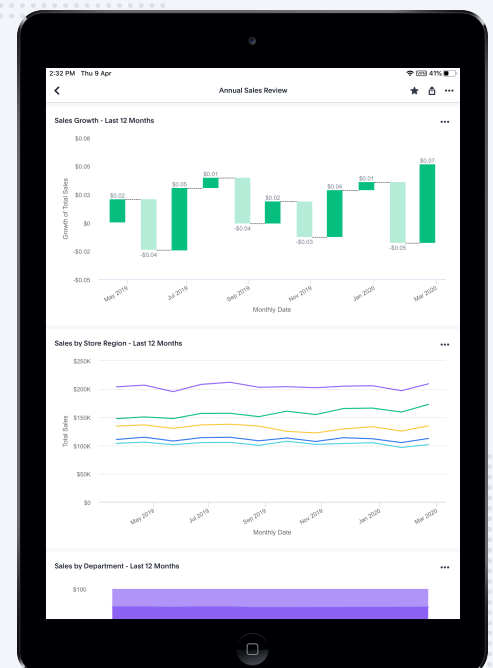 2:32 PM Thu 9 Apr
VPN 41%
Annual Sales Review
Sales Growth - Last 12 Months
$0.08
$0.05
$0.03
$0
-$0.02
-$0.05
Growth of Total Sales
$0.02
-$0.04
$0.05
$0.01
-$0.04
$0.02
-$0.03
$0.04
$0.01
-$0.05
$0.07
May 2019
Jul 2019
Sep 2019
Nov 2019
Jan 2020
Mar 2020
Monthly Date
Sales by Store Region - Last 12 Months
$250K
$200K
$150K
$100K
$50K
$0
Total Sales
May 2019
Jul 2019
Sep 2019
Nov 2019
Jan 2020
Mar 2020
Monthly Date
Sales by Department - Last 12 Months
$100